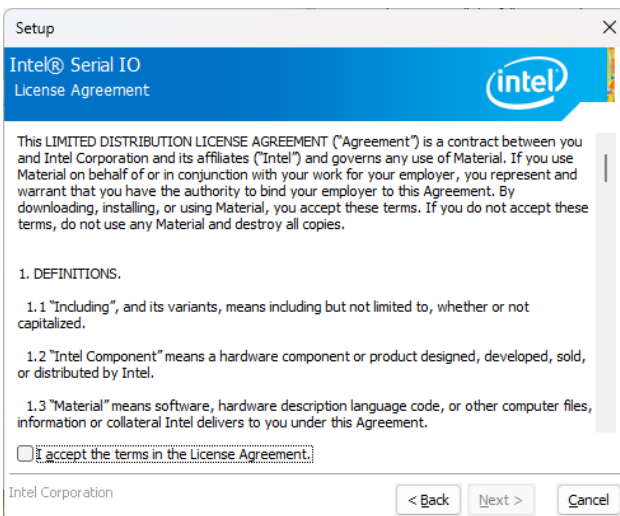 Setup
Intel® Serial IO
License Agreement
intel
This LIMITED DISTRIBUTION LICENSE AGREEMENT ("Agreement") is a contract between you
and Intel Corporation and its affiliates ("Intel") and governs any use of Material. If you use
Material on behalf of or in conjunction with your work for your employer, you represent and
warrant that you have the authority to bind your employer to this Agreement. By
downloading, installing, or using Material, you accept these terms. If you do not accept these
terms, do not use any Material and destroy all copies.
1. DEFINITIONS.
1.1 "Including", and its variants, means including but not limited to, whether or not
capitalized.
1.2 "Intel Component" means a hardware component or product designed, developed, sold,
or distributed by Intel.
1.3 "Material" means software, hardware description language code, or other computer files,
information or collateral Intel delivers to you under this Agreement.
I accept the terms in the License Agreement.
Intel Corporation
< Back Next > Cancel